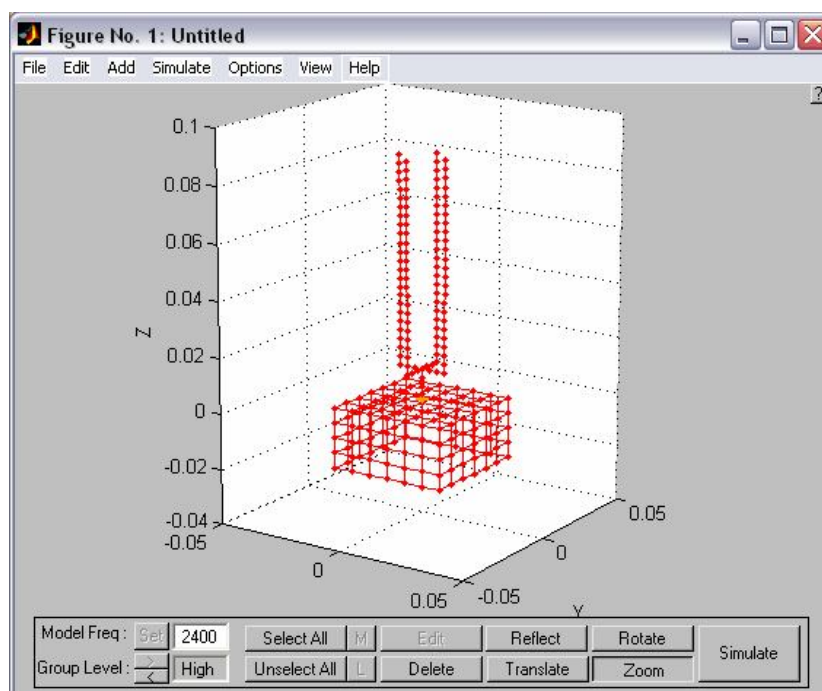 Figure No. 1: Untitled
File Edit Add Simulate Options View Help
?
0.1
0.08
0.06
0.04
0.02
0
-0.02
-0.04
Z
-0.05
0
0.05
-0.05
0
0.05
Y
Model Freq : Set 2400 Select All M Edit Reflect Rotate Simulate
Group Level : > < High Unselect All L Delete Translate Zoom